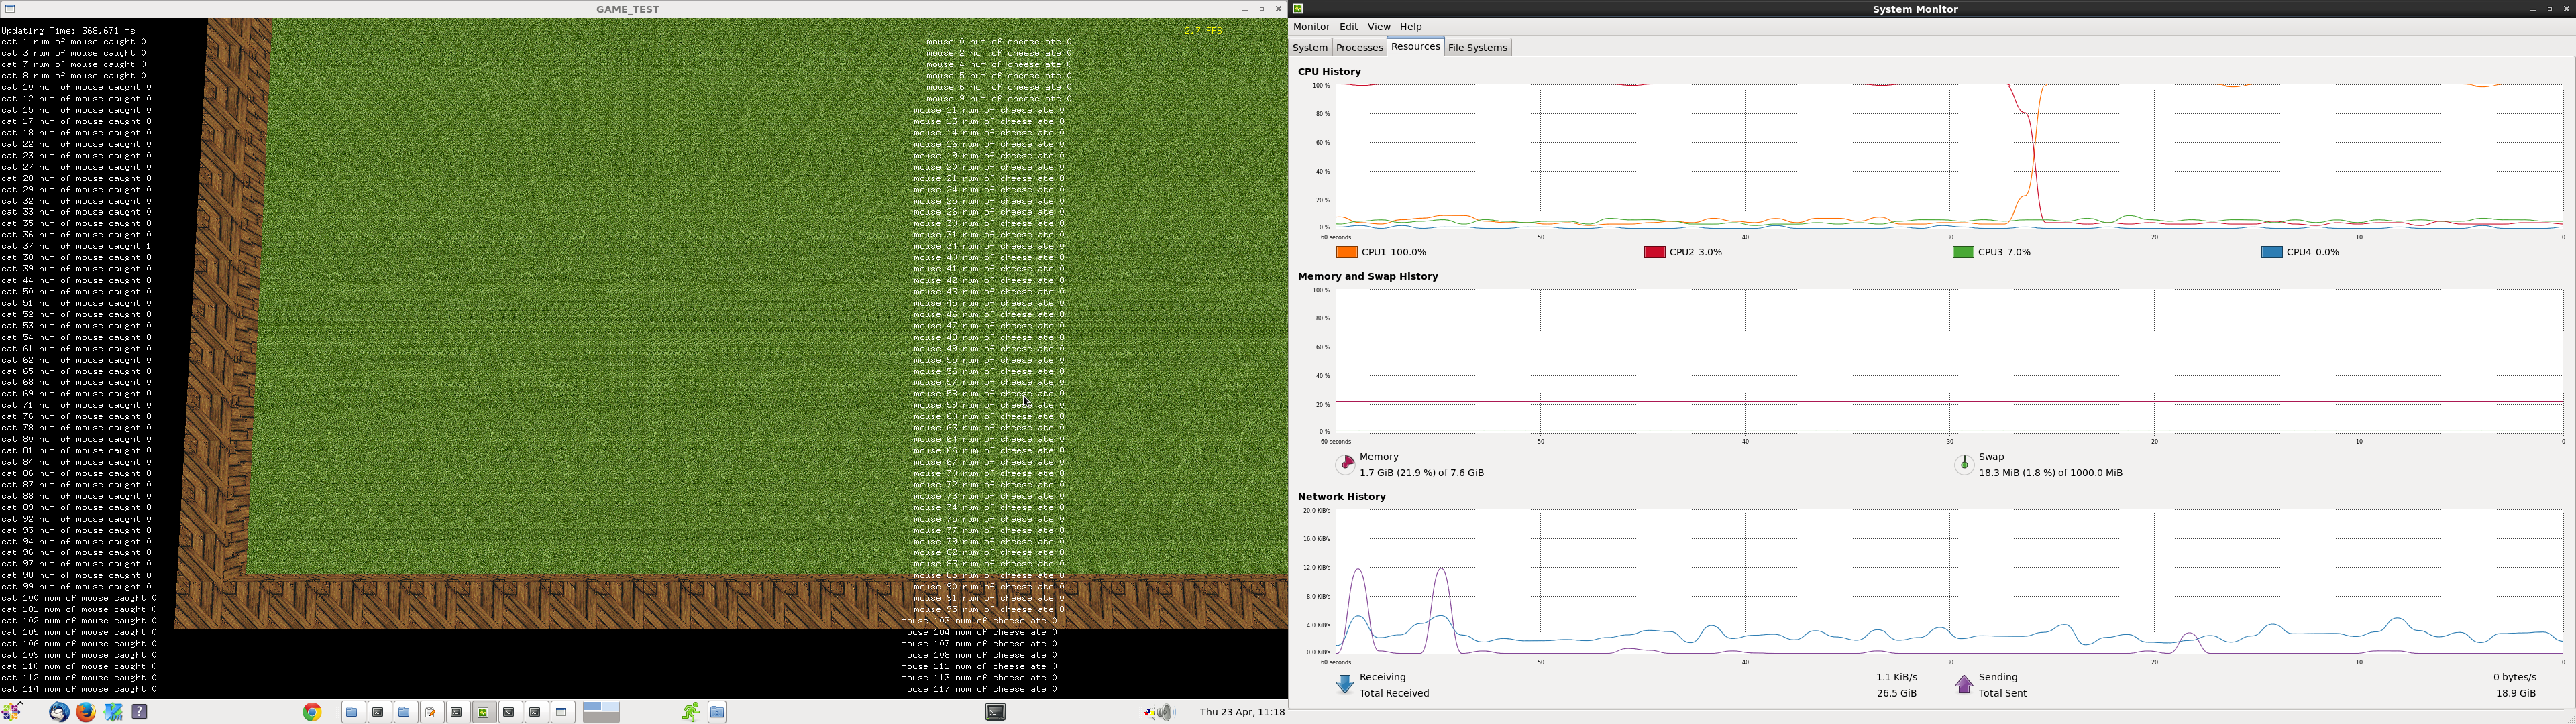 GAME_TEST
Updating Time: 368.671 ms
2.7 FPS
cat 1 num of mouse caught 0
cat 3 num of mouse caught 0
cat 7 num of mouse caught 0
cat 8 num of mouse caught 0
cat 10 num of mouse caught 0
cat 12 num of mouse caught 0
cat 15 num of mouse caught 0
cat 17 num of mouse caught 0
cat 18 num of mouse caught 0
cat 22 num of mouse caught 0
cat 23 num of mouse caught 0
cat 27 num of mouse caught 0
cat 28 num of mouse caught 0
cat 29 num of mouse caught 0
cat 32 num of mouse caught 0
cat 33 num of mouse caught 0
cat 35 num of mouse caught 0
cat 36 num of mouse caught 0
cat 37 num of mouse caught 1
cat 38 num of mouse caught 0
cat 39 num of mouse caught 0
cat 44 num of mouse caught 0
cat 50 num of mouse caught 0
cat 51 num of mouse caught 0
cat 52 num of mouse caught 0
cat 53 num of mouse caught 0
cat 54 num of mouse caught 0
cat 61 num of mouse caught 0
cat 62 num of mouse caught 0
cat 65 num of mouse caught 0
cat 68 num of mouse caught 0
cat 69 num of mouse caught 0
cat 71 num of mouse caught 0
cat 76 num of mouse caught 0
cat 78 num of mouse caught 0
cat 80 num of mouse caught 0
cat 81 num of mouse caught 0
cat 84 num of mouse caught 0
cat 86 num of mouse caught 0
cat 87 num of mouse caught 0
cat 88 num of mouse caught 0
cat 89 num of mouse caught 0
cat 92 num of mouse caught 0
cat 93 num of mouse caught 0
cat 94 num of mouse caught 0
cat 96 num of mouse caught 0
cat 97 num of mouse caught 0
cat 98 num of mouse caught 0
cat 99 num of mouse caught 0
cat 100 num of mouse caught 0
cat 101 num of mouse caught 0
cat 102 num of mouse caught 0
cat 105 num of mouse caught 0
cat 106 num of mouse caught 0
cat 109 num of mouse caught 0
cat 110 num of mouse caught 0
cat 112 num of mouse caught 0
cat 114 num of mouse caught 0
mouse 0 num of cheese ate 0
mouse 2 num of cheese ate 0
mouse 4 num of cheese ate 0
mouse 5 num of cheese ate 0
mouse 6 num of cheese ate 0
mouse 9 num of cheese ate 0
mouse 11 num of cheese ate 0
mouse 13 num of cheese ate 0
mouse 14 num of cheese ate 0
mouse 16 num of cheese ate 0
mouse 19 num of cheese ate 0
mouse 20 num of cheese ate 0
mouse 21 num of cheese ate 0
mouse 24 num of cheese ate 0
mouse 25 num of cheese ate 0
mouse 26 num of cheese ate 0
mouse 30 num of cheese ate 0
mouse 31 num of cheese ate 0
mouse 34 num of cheese ate 0
mouse 40 num of cheese ate 0
mouse 41 num of cheese ate 0
mouse 42 num of cheese ate 0
mouse 43 num of cheese ate 0
mouse 45 num of cheese ate 0
mouse 46 num of cheese ate 0
mouse 47 num of cheese ate 0
mouse 48 num of cheese ate 0
mouse 49 num of cheese ate 0
mouse 55 num of cheese ate 0
mouse 56 num of cheese ate 0
mouse 57 num of cheese ate 0
mouse 58 num of cheese ate 0
mouse 59 num of cheese ate 0
mouse 60 num of cheese ate 0
mouse 63 num of cheese ate 0
mouse 64 num of cheese ate 0
mouse 66 num of cheese ate 0
mouse 67 num of cheese ate 0
mouse 70 num of cheese ate 0
mouse 72 num of cheese ate 0
mouse 73 num of cheese ate 0
mouse 74 num of cheese ate 0
mouse 75 num of cheese ate 0
mouse 77 num of cheese ate 0
mouse 79 num of cheese ate 0
mouse 82 num of cheese ate 0
mouse 83 num of cheese ate 0
mouse 85 num of cheese ate 0
mouse 90 num of cheese ate 0
mouse 91 num of cheese ate 0
mouse 95 num of cheese ate 0
mouse 103 num of cheese ate 0
mouse 104 num of cheese ate 0
mouse 107 num of cheese ate 0
mouse 108 num of cheese ate 0
mouse 111 num of cheese ate 0
mouse 113 num of cheese ate 0
mouse 117 num of cheese ate 0
Thu 23 Apr, 11:18
System Monitor
Monitor Edit View Help
System Processes Resources File Systems
CPU History
100 %
80 %
60 %
40 %
20 %
0 %
60 seconds 50 40 30 20 10 0
CPU1 100.0% CPU2 3.0% CPU3 7.0% CPU4 0.0%
Memory and Swap History
100 %
80 %
60 %
40 %
20 %
0 %
60 seconds 50 40 30 20 10 0
Memory
1.7 GiB (21.9 %) of 7.6 GiB
Swap
18.3 MiB (1.8 %) of 1000.0 MiB
Network History
20.0 KiB/s
16.0 KiB/s
12.0 KiB/s
8.0 KiB/s
4.0 KiB/s
0.0 KiB/s
60 seconds 50 40 30 20 10 0
Receiving 1.1 KiB/s
Total Received 26.5 GiB
Sending 0 bytes/s
Total Sent 18.9 GiB